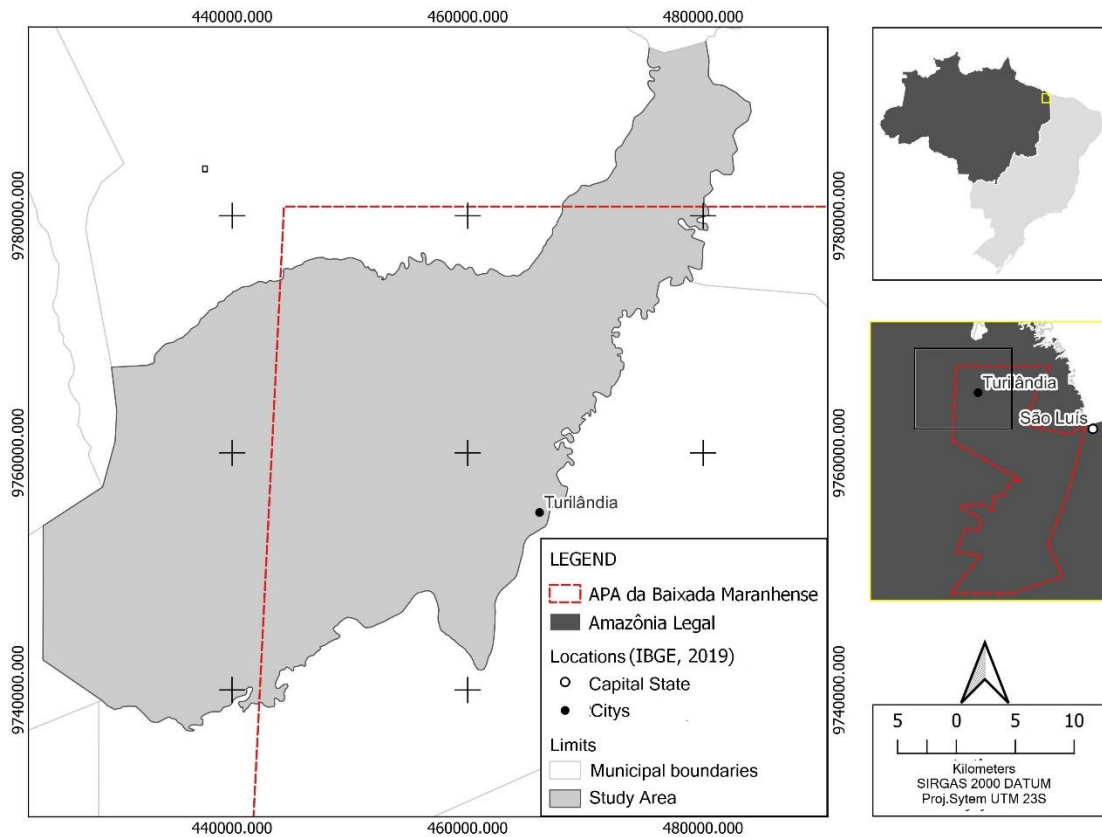 440000.000
460000.000
480000.000
9780000.000
9760000.000
9740000.000
9780000.000
9760000.000
9740000.000
Turilândia
LEGEND
APA da Baixada Maranhense
Amazônia Legal
Locations (IBGE, 2019)
Capital State
Citys
Limits
Municipal boundaries
Study Area
440000.000
460000.000
480000.000
Turilândia
São Luís
5 0 5 10
Kilometers
SIRGAS 2000 DATUM
Proj.Sytem UTM 23S